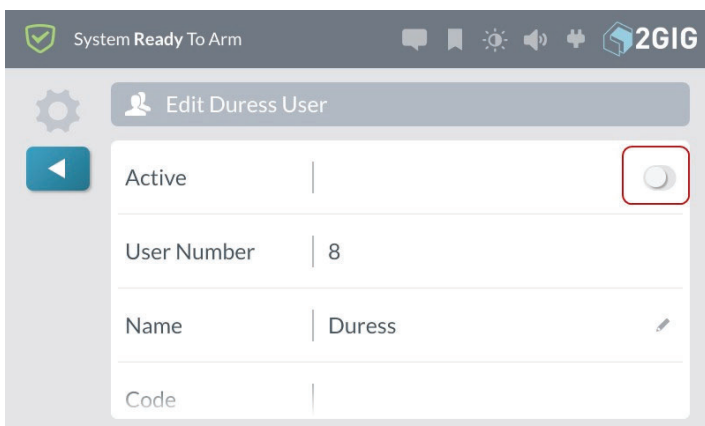 System Ready To Arm
2GIG
Edit Duress User
Active
User Number 8
Name Duress
Code